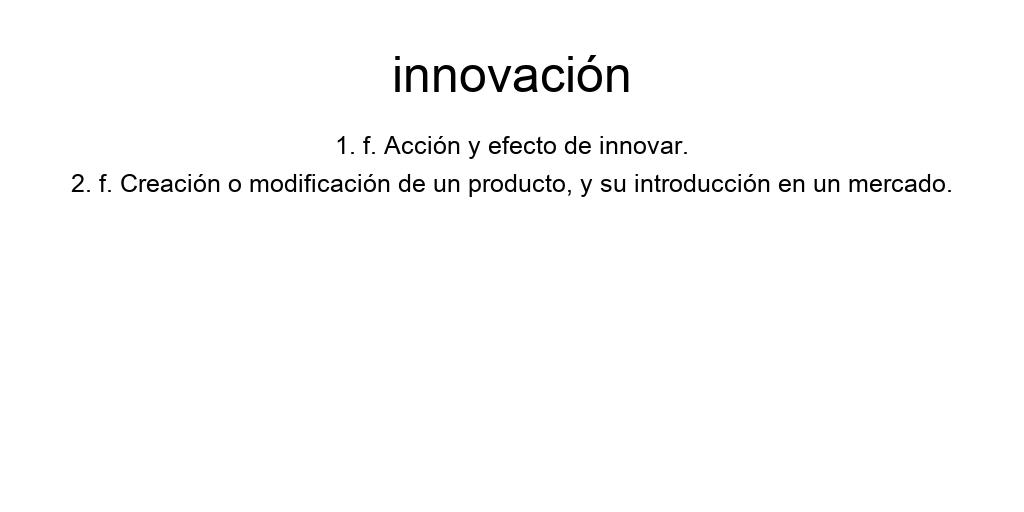 innovación
1. f. Acción y efecto de innovar.
2. f. Creación o modificación de un producto, y su introducción en un mercado.